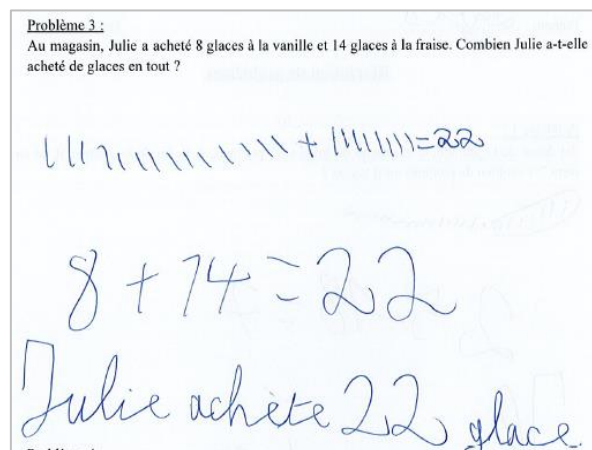 Problème 3 :
Au magasin, Julie a acheté 8 glaces à la vanille et 14 glaces à la fraise. Combien Julie a-t-elle
acheté de glaces en tout ?
\\\\\\\\\\\\\\ + |||||||| = 22
8 + 14 = 22
Julie achète 22 glace.